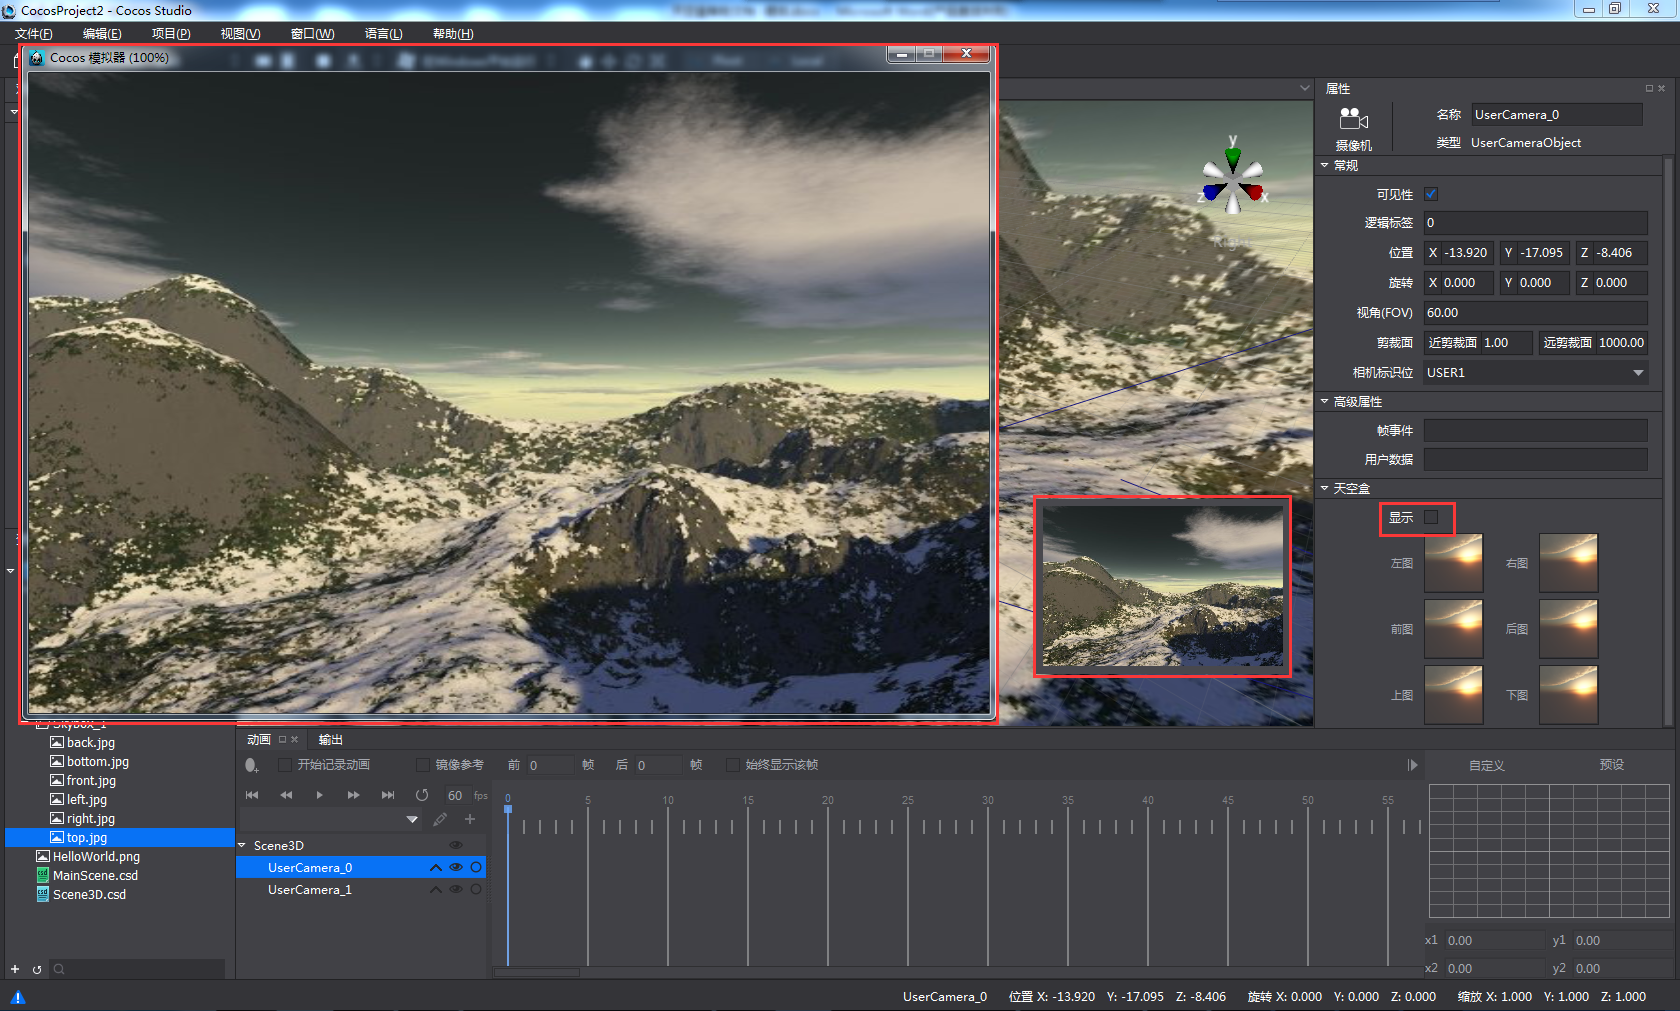 CocosProject2 - Cocos Studio
文件(F) 编辑(E) 项目(P) 视图(V) 窗口(W) 语言(L) 帮助(H)
Cocos 模拟器 (100%)
属性
名称 UserCamera_0
摄像机
类型 UserCameraObject
常规
可见性
逻辑标签 0
位置 X -13.920 Y -17.095 Z -8.406
旋转 X 0.000 Y 0.000 Z 0.000
视角(FOV) 60.00
剪裁面 近剪裁面 1.00 远剪裁面 1000.00
相机标识位 USER1
高级属性
帧事件
用户数据
天空盒
显示
左图 右图
前图 后图
上图 下图
y
z x
back.jpg
bottom.jpg
front.jpg
left.jpg
right.jpg
top.jpg
HelloWorld.png
MainScene.csd
Scene3D.csd
动画 输出
开始记录动画 镜像参考 前 0 帧 后 0 帧 始终显示该帧
60 fps
0 5 10 15 20 25 30 35 40 45 50 55
Scene3D
UserCamera_0
UserCamera_1
自定义 预设
x1 0.00 y1 0.00
x2 0.00 y2 0.00
UserCamera_0 位置 X: -13.920 Y: -17.095 Z: -8.406 旋转 X: 0.000 Y: 0.000 Z: 0.000 缩放 X: 1.000 Y: 1.000 Z: 1.000